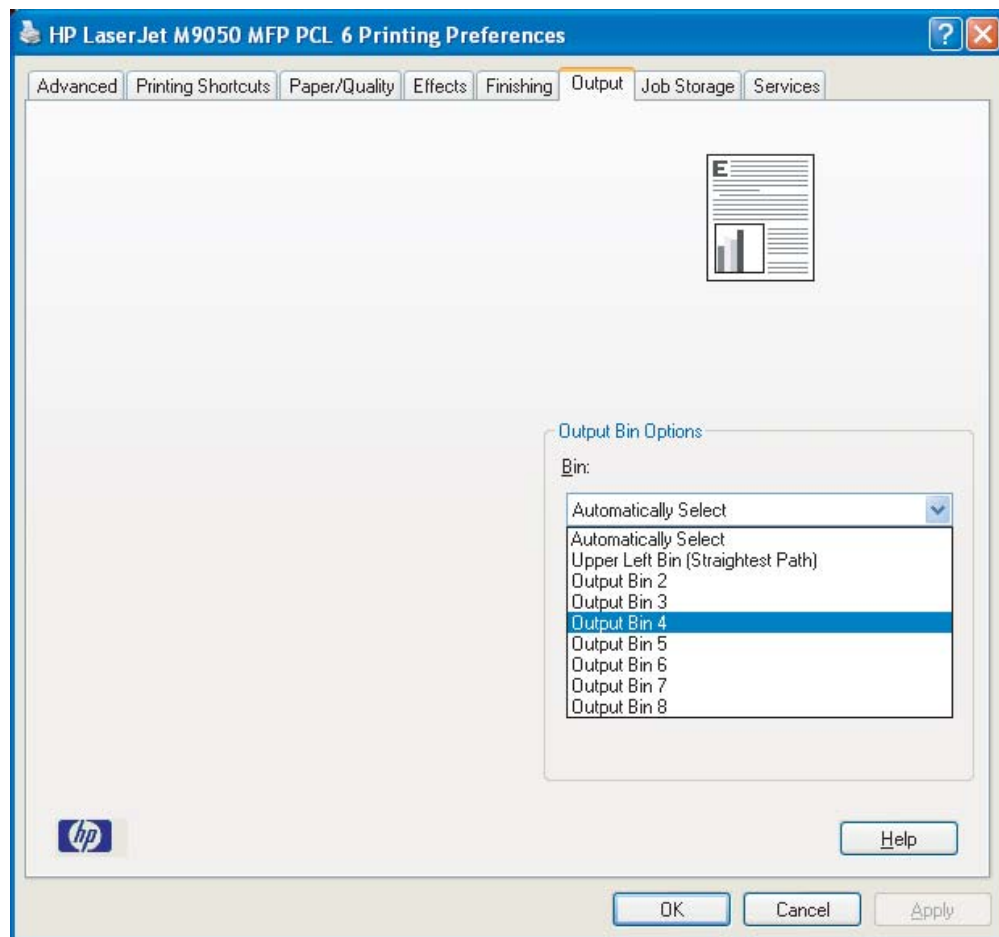 HP LaserJet M9050 MFP PCL 6 Printing Preferences
Advanced Printing Shortcuts Paper/Quality Effects Finishing Output Job Storage Services
E
Output Bin Options
Bin:
Automatically Select
Automatically Select
Upper Left Bin (Straightest Path)
Output Bin 2
Output Bin 3
Output Bin 4
Output Bin 5
Output Bin 6
Output Bin 7
Output Bin 8
hp
Help
OK Cancel Apply